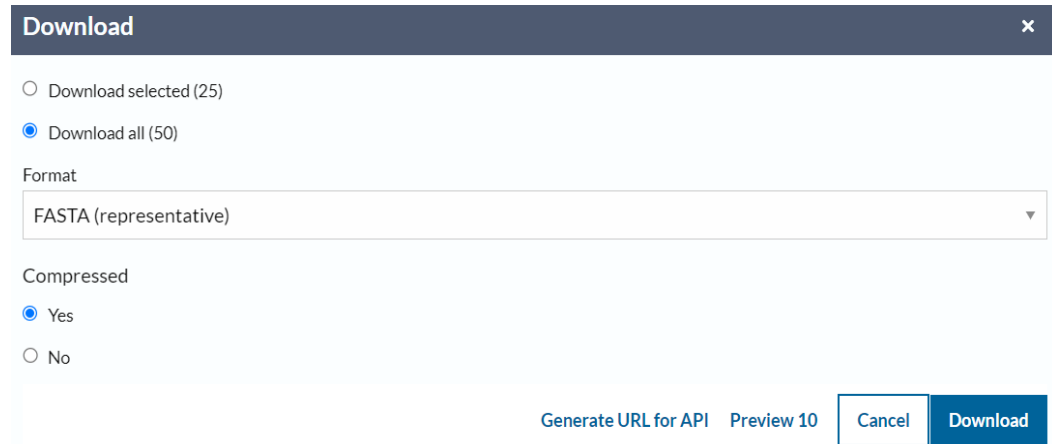 Download
Download selected (25)
Download all (50)
Format
FASTA (representative)
Compressed
Yes
No
Generate URL for API Preview 10 Cancel Download